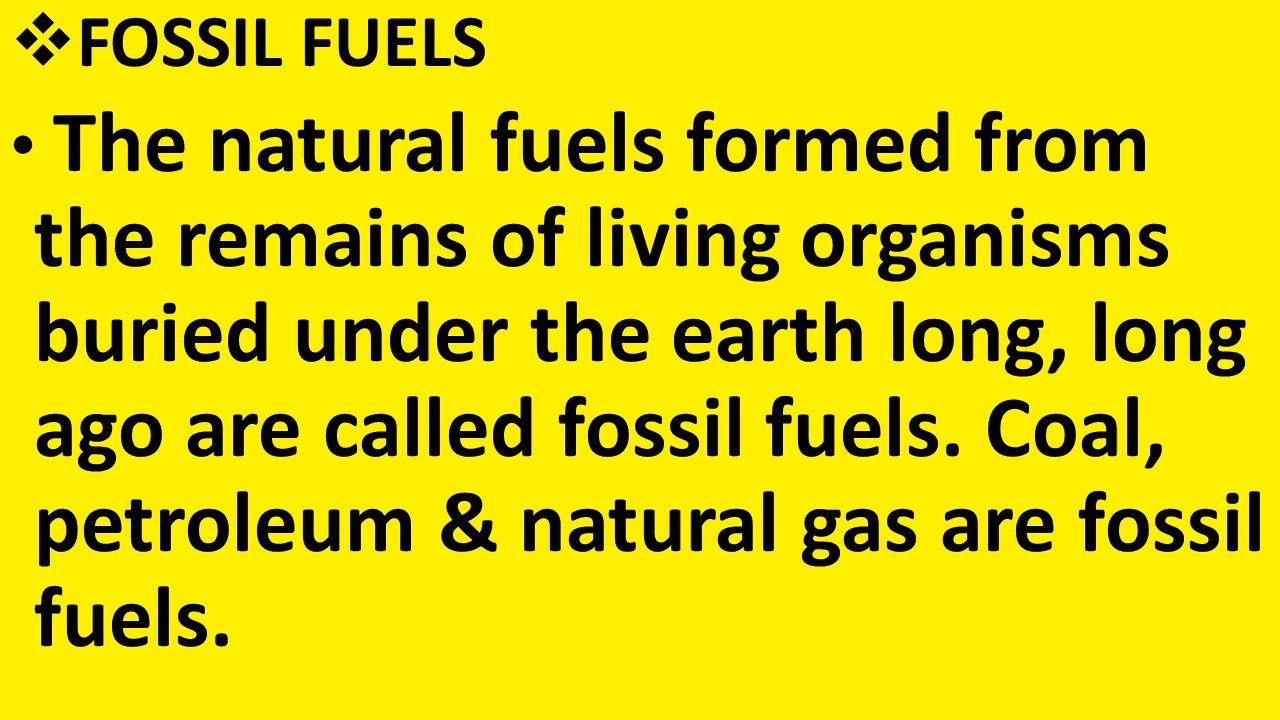 ❖FOSSIL FUELS
• The natural fuels formed from
the remains of living organisms
buried under the earth long, long
ago are called fossil fuels. Coal,
petroleum & natural gas are fossil
fuels.